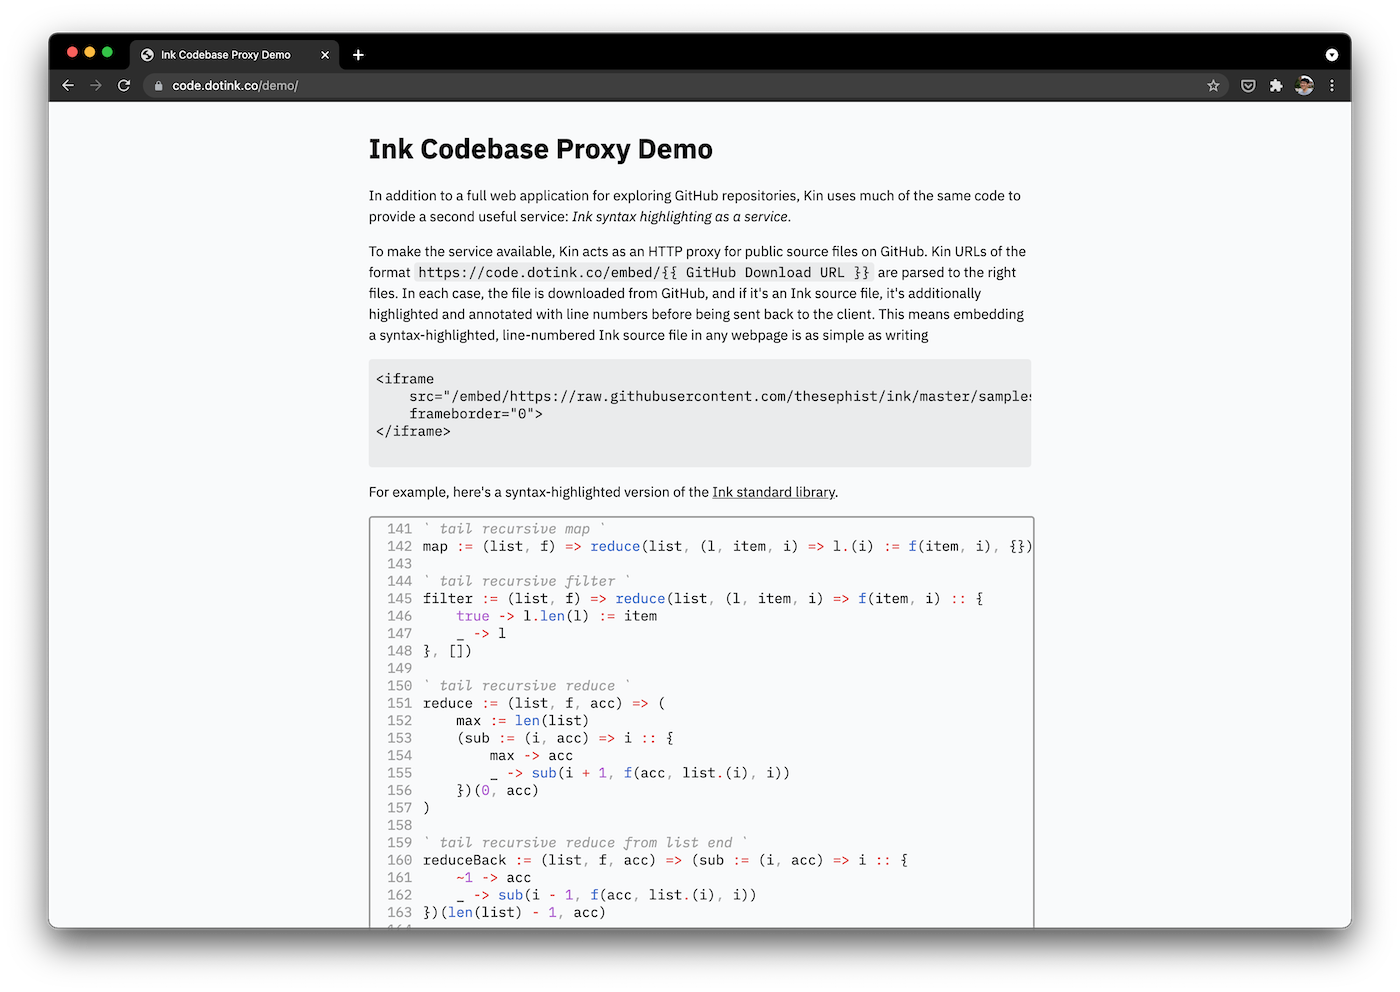 Ink Codebase Proxy Demo
code.dotink.co/demo/
Ink Codebase Proxy Demo
In addition to a full web application for exploring GitHub repositories, Kin uses much of the same code to
provide a second useful service: Ink syntax highlighting as a service.
To make the service available, Kin acts as an HTTP proxy for public source files on GitHub. Kin URLs of the
format https://code.dotink.co/embed/{{ GitHub Download URL }} are parsed to the right
files. In each case, the file is downloaded from GitHub, and if it's an Ink source file, it's additionally
highlighted and annotated with line numbers before being sent back to the client. This means embedding
a syntax-highlighted, line-numbered Ink source file in any webpage is as simple as writing
<iframe
    src="/embed/https://raw.githubusercontent.com/thesephist/ink/master/samples
    frameborder="0">
</iframe>
For example, here's a syntax-highlighted version of the Ink standard library.
141 ` tail recursive map `
142 map := (list, f) => reduce(list, (l, item, i) => l.(i) := f(item, i), {})
143
144 ` tail recursive filter `
145 filter := (list, f) => reduce(list, (l, item, i) => f(item, i) :: {
146     true -> l.len(l) := item
147     _ -> l
148 }, [])
149
150 ` tail recursive reduce `
151 reduce := (list, f, acc) => (
152     max := len(list)
153     (sub := (i, acc) => i :: {
154         max -> acc
155         _ -> sub(i + 1, f(acc, list.(i), i))
156     })(0, acc)
157 )
158
159 ` tail recursive reduce from list end `
160 reduceBack := (list, f, acc) => (sub := (i, acc) => i :: {
161     ~1 -> acc
162     _ -> sub(i - 1, f(acc, list.(i), i))
163 })(len(list) - 1, acc)
164